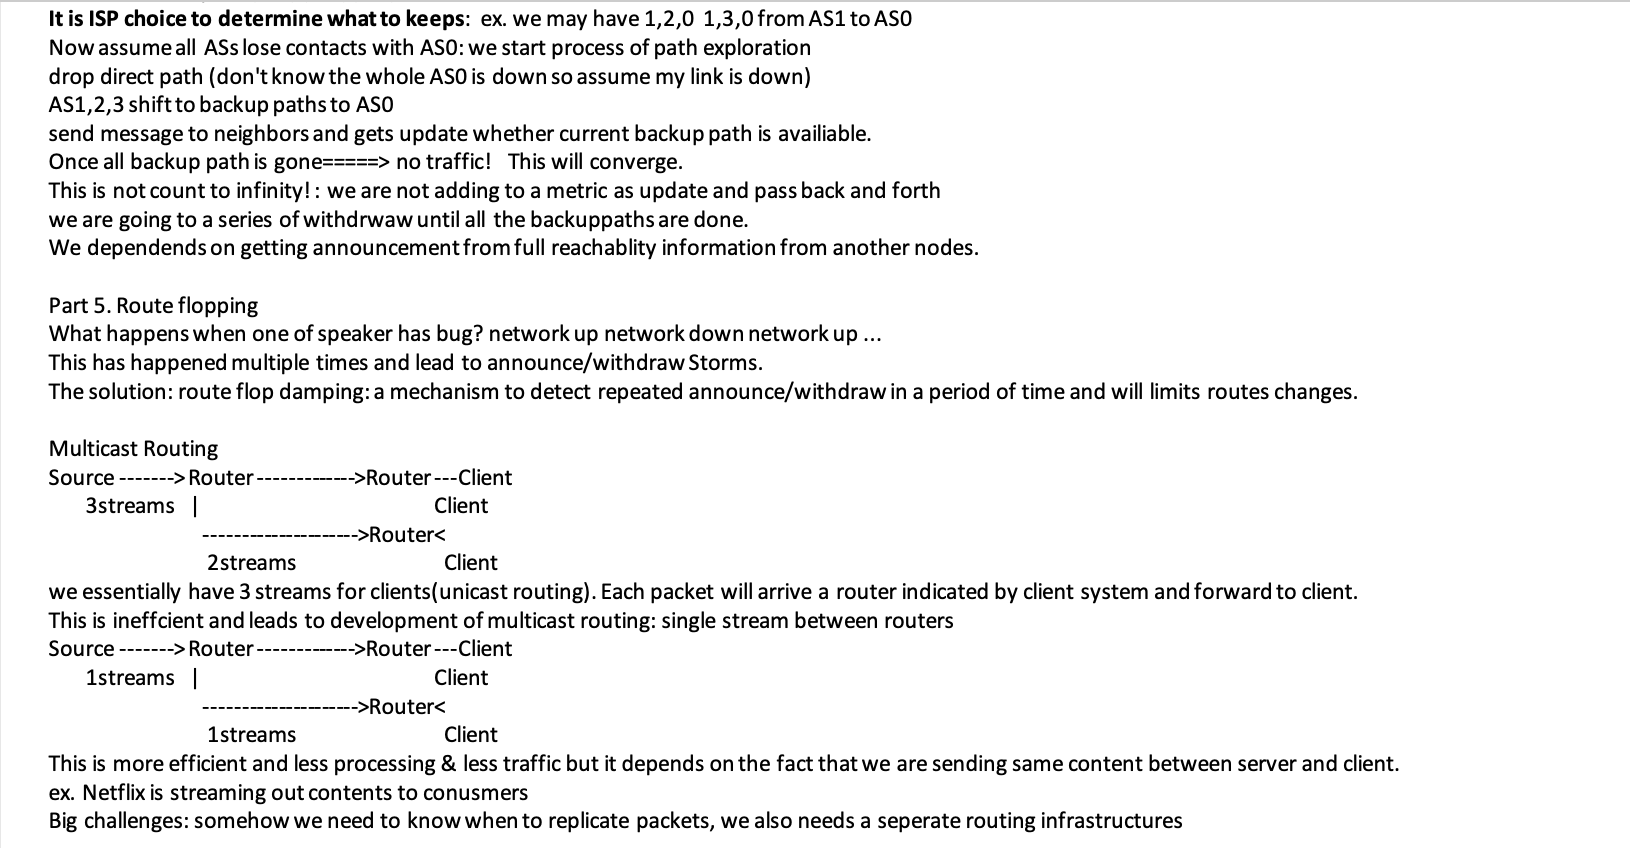 It is ISP choice to determine what to keeps:  ex. we may have 1,2,0  1,3,0 from AS1 to AS0
Now assume all  ASs lose contacts with AS0: we start process of path exploration
drop direct path (don't know the whole AS0 is down so assume my link is down)
AS1,2,3 shift to backup paths to AS0
send message to neighbors and gets update whether current backup path is availiable.
Once all backup path is gone=====> no traffic!   This will converge.
This is not count to infinity! : we are not adding to a metric as update and pass back and forth
we are going to a series of withdrwaw until all the backuppaths are done.
We dependends on getting announcement from full reachablity information from another nodes.

Part 5. Route flopping
What happens when one of speaker has bug? network up network down network up ...
This has happened multiple times and lead to announce/withdraw Storms.
The solution: route flop damping: a mechanism to detect repeated announce/withdraw in a period of time and will limits routes changes.

Multicast Routing
Source -------> Router ------------->Router ---Client
3streams   |                    Client
--------------------->Router<
2streams                    Client
we essentially have 3 streams for clients(unicast routing). Each packet will arrive a router indicated by client system and forward to client.
This is ineffcient and leads to development of multicast routing: single stream between routers
Source -------> Router ------------->Router ---Client
1streams   |                    Client
--------------------->Router<
1streams                    Client
This is more efficient and less processing & less traffic but it depends on the fact that we are sending same content between server and client.
ex. Netflix is streaming out contents to conusmers
Big challenges: somehow we need to know when to replicate packets, we also needs a seperate routing infrastructures